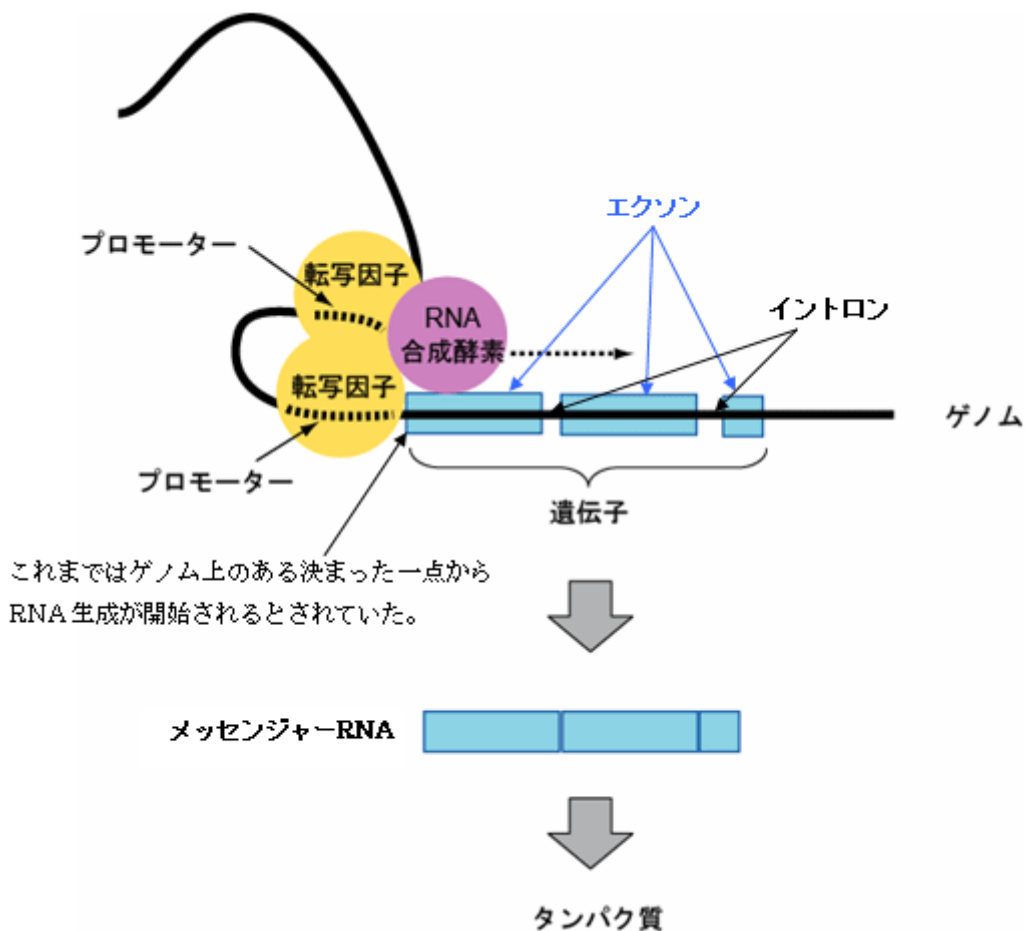 エクソン
プロモーター
転写因子
イントロン
RNA
合成酵素
転写因子
ゲノム
プロモーター
遺伝子
これまではゲノム上のある決まった一点から
RNA生成が開始されるとされていた。
メッセンジャーRNA
タンパク質